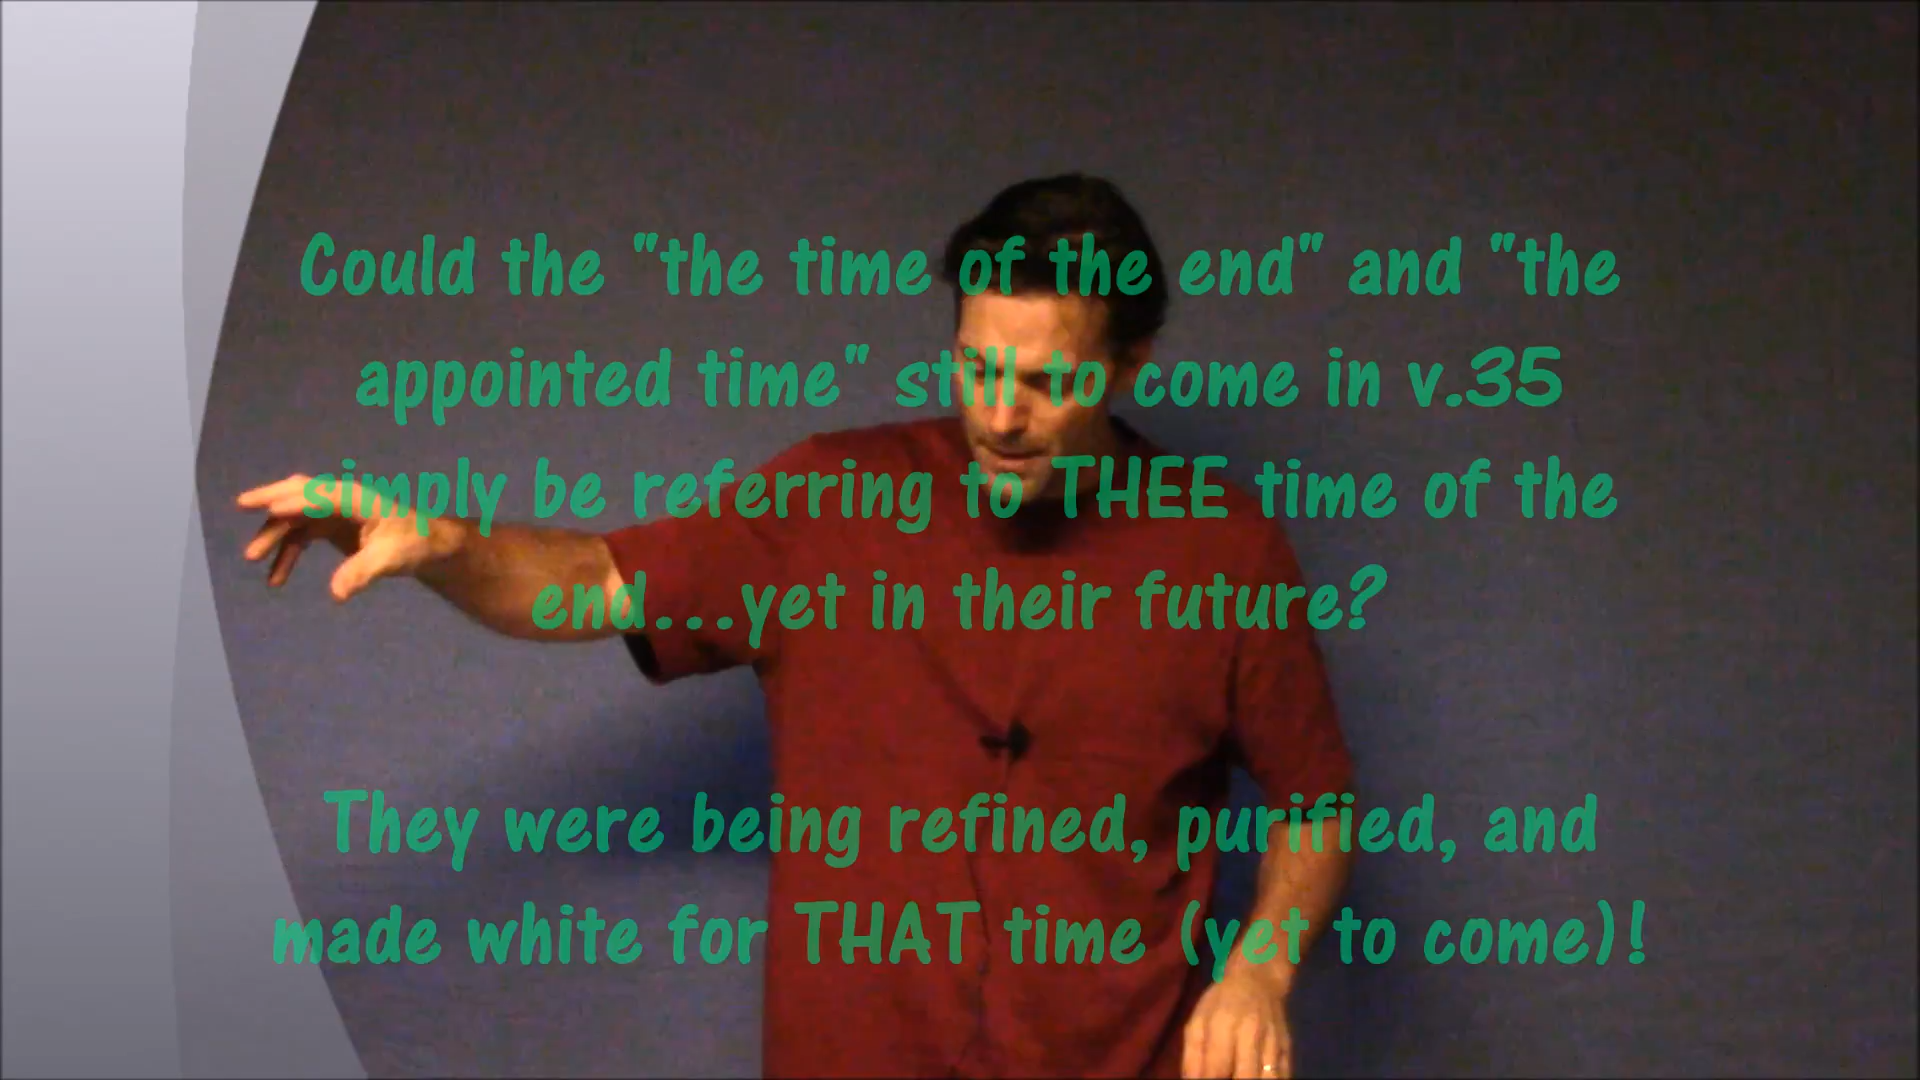 Could the "the time of the end" and "the
appointed time" still to come in v.35
simply be referring to THEE time of the
end...yet in their future?
They were being refined, purified, and
made white for THAT time (yet to come)!